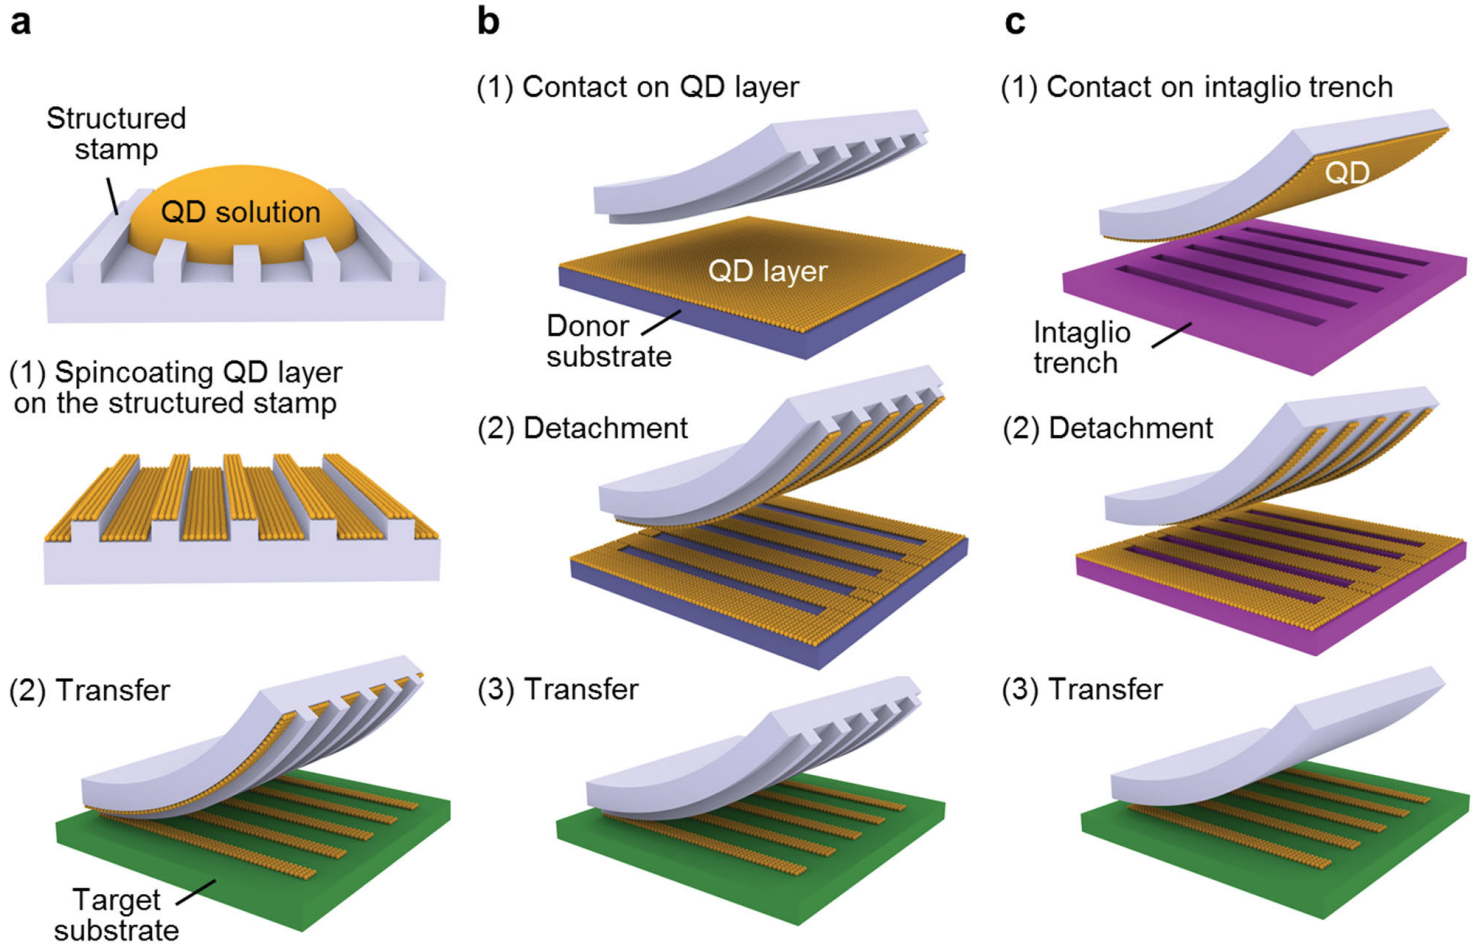 a
Structured
stamp
QD solution
(1) Spincoating QD layer
on the structured stamp
(2) Transfer
Target
substrate
b
(1) Contact on QD layer
QD layer
Donor
substrate
(2) Detachment
(3) Transfer
c
(1) Contact on intaglio trench
QD
Intaglio
trench
(2) Detachment
(3) Transfer